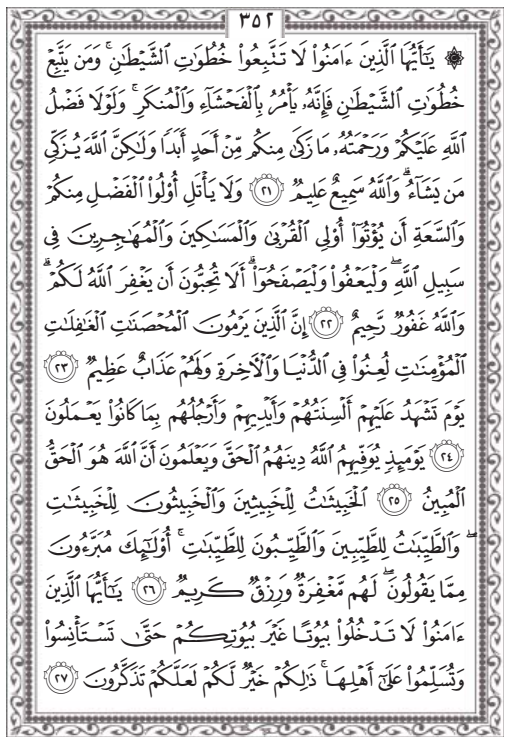 ٣٥٢
۞ يَٰٓأَيُّهَا ٱلَّذِينَ ءَامَنُوا۟ لَا تَتَّبِعُوا۟ خُطُوَٰتِ ٱلشَّيْطَٰنِ ۚ وَمَن يَتَّبِعْ
خُطُوَٰتِ ٱلشَّيْطَٰنِ فَإِنَّهُۥ يَأْمُرُ بِٱلْفَحْشَآءِ وَٱلْمُنكَرِ ۚ وَلَوْلَا فَضْلُ
ٱللَّهِ عَلَيْكُمْ وَرَحْمَتُهُۥ مَا زَكَىٰ مِنكُم مِّنْ أَحَدٍ أَبَدًا وَلَٰكِنَّ ٱللَّهَ يُزَكِّى
مَن يَشَآءُ ۗ وَٱللَّهُ سَمِيعٌ عَلِيمٌ ٢١ وَلَا يَأْتَلِ أُو۟لُوا۟ ٱلْفَضْلِ مِنكُمْ
وَٱلسَّعَةِ أَن يُؤْتُوٓا۟ أُو۟لِى ٱلْقُرْبَىٰ وَٱلْمَسَٰكِينَ وَٱلْمُهَٰجِرِينَ فِى
سَبِيلِ ٱللَّهِ ۖ وَلْيَعْفُوا۟ وَلْيَصْفَحُوٓا۟ ۗ أَلَا تُحِبُّونَ أَن يَغْفِرَ ٱللَّهُ لَكُمْ ۗ
وَٱللَّهُ غَفُورٌ رَّحِيمٌ ٢٢ إِنَّ ٱلَّذِينَ يَرْمُونَ ٱلْمُحْصَنَٰتِ ٱلْغَٰفِلَٰتِ
ٱلْمُؤْمِنَٰتِ لُعِنُوا۟ فِى ٱلدُّنْيَا وَٱلْءَاخِرَةِ وَلَهُمْ عَذَابٌ عَظِيمٌ ٢٣
يَوْمَ تَشْهَدُ عَلَيْهِمْ أَلْسِنَتُهُمْ وَأَيْدِيهِمْ وَأَرْجُلُهُم بِمَا كَانُوا۟ يَعْمَلُونَ
٢٤ يَوْمَئِذٍ يُوَفِّيهِمُ ٱللَّهُ دِينَهُمُ ٱلْحَقَّ وَيَعْلَمُونَ أَنَّ ٱللَّهَ هُوَ ٱلْحَقُّ
ٱلْمُبِينُ ٢٥ ٱلْخَبِيثَٰتُ لِلْخَبِيثِينَ وَٱلْخَبِيثُونَ لِلْخَبِيثَٰتِ
ۖ وَٱلطَّيِّبَٰتُ لِلطَّيِّبِينَ وَٱلطَّيِّبُونَ لِلطَّيِّبَٰتِ ۚ أُو۟لَٰٓئِكَ مُبَرَّءُونَ
مِمَّا يَقُولُونَ ۖ لَهُم مَّغْفِرَةٌ وَرِزْقٌ كَرِيمٌ ٢٦ يَٰٓأَيُّهَا ٱلَّذِينَ
ءَامَنُوا۟ لَا تَدْخُلُوا۟ بُيُوتًا غَيْرَ بُيُوتِكُمْ حَتَّىٰ تَسْتَأْنِسُوا۟
وَتُسَلِّمُوا۟ عَلَىٰٓ أَهْلِهَا ۚ ذَٰلِكُمْ خَيْرٌ لَّكُمْ لَعَلَّكُمْ تَذَكَّرُونَ ٢٧